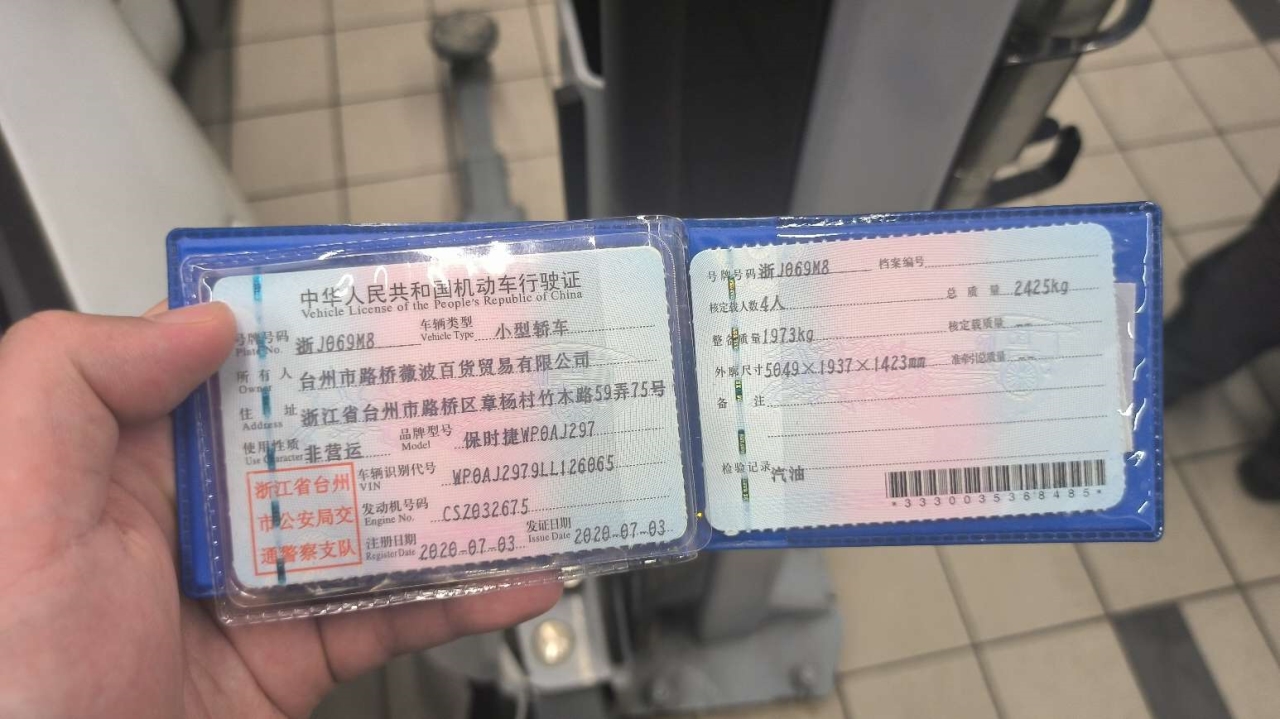 中华人民共和国机动车行驶证
Vehicle License of the People's Republic of China
号牌号码 Plate No. 浙J069M8 车辆类型 Vehicle Type 小型轿车
所有人 Owner 台州市路桥薇波百货贸易有限公司
住址 Address 浙江省台州市路桥区章杨村竹木路59弄75号
使用性质 Use Character 非营运 品牌型号 Model 保时捷WP0AJ297
车辆识别代号 VIN WP0AJ2979LL126065
发动机号码 Engine No. CSZ032675
注册日期 Register Date 2020-07-03 发证日期 Issue Date 2020-07-03
浙江省台州
市公安局交
通警察支队
号牌号码 浙J069M8 档案编号
核定载人数 4人 总质量 2425kg
整备质量 1973kg 核定载质量 --
外廓尺寸 5049×1937×1423mm 准牵引总质量 --
备注
检验记录 汽油
*3330035368485*